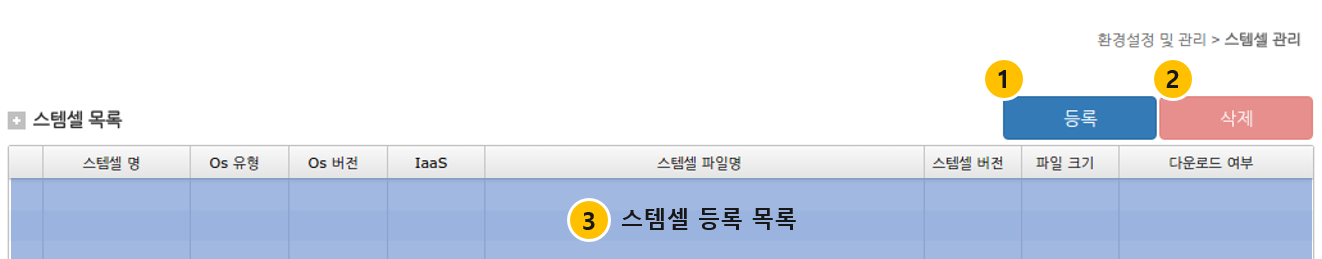 환경설정 및 관리 > 스템셀 관리
1 2
스템셀 목록 등록 삭제
스템셀 명 Os 유형 Os 버전 IaaS 스템셀 파일명 스템셀 버전 파일 크기 다운로드 여부
3 스템셀 등록 목록